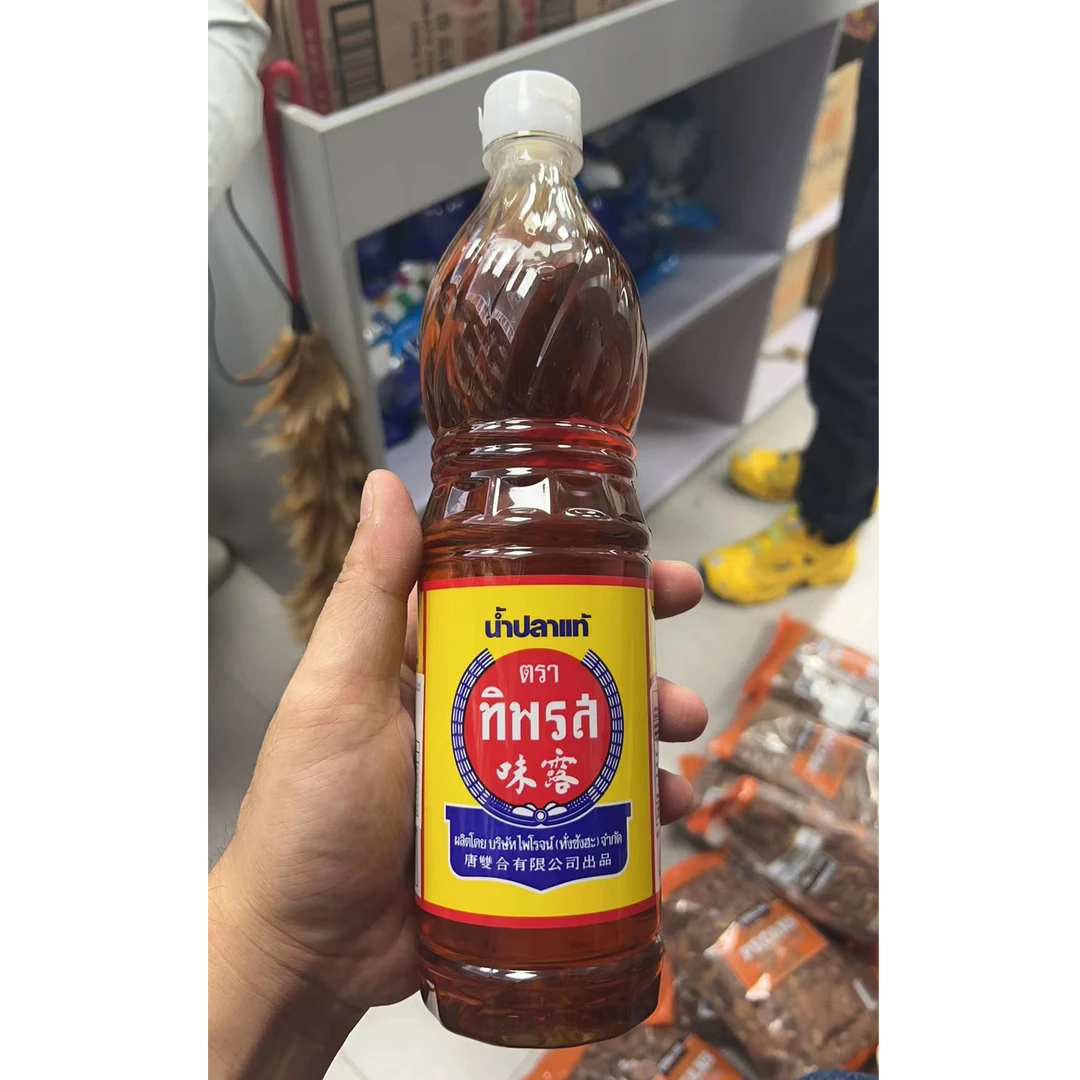 น้ำปลาแท้
ตรา
ทิพรส
味露
ผลิตโดย บริษัท ไพโรจน์ (ทั่งซังฮะ) จำกัด
唐雙合有限公司出品